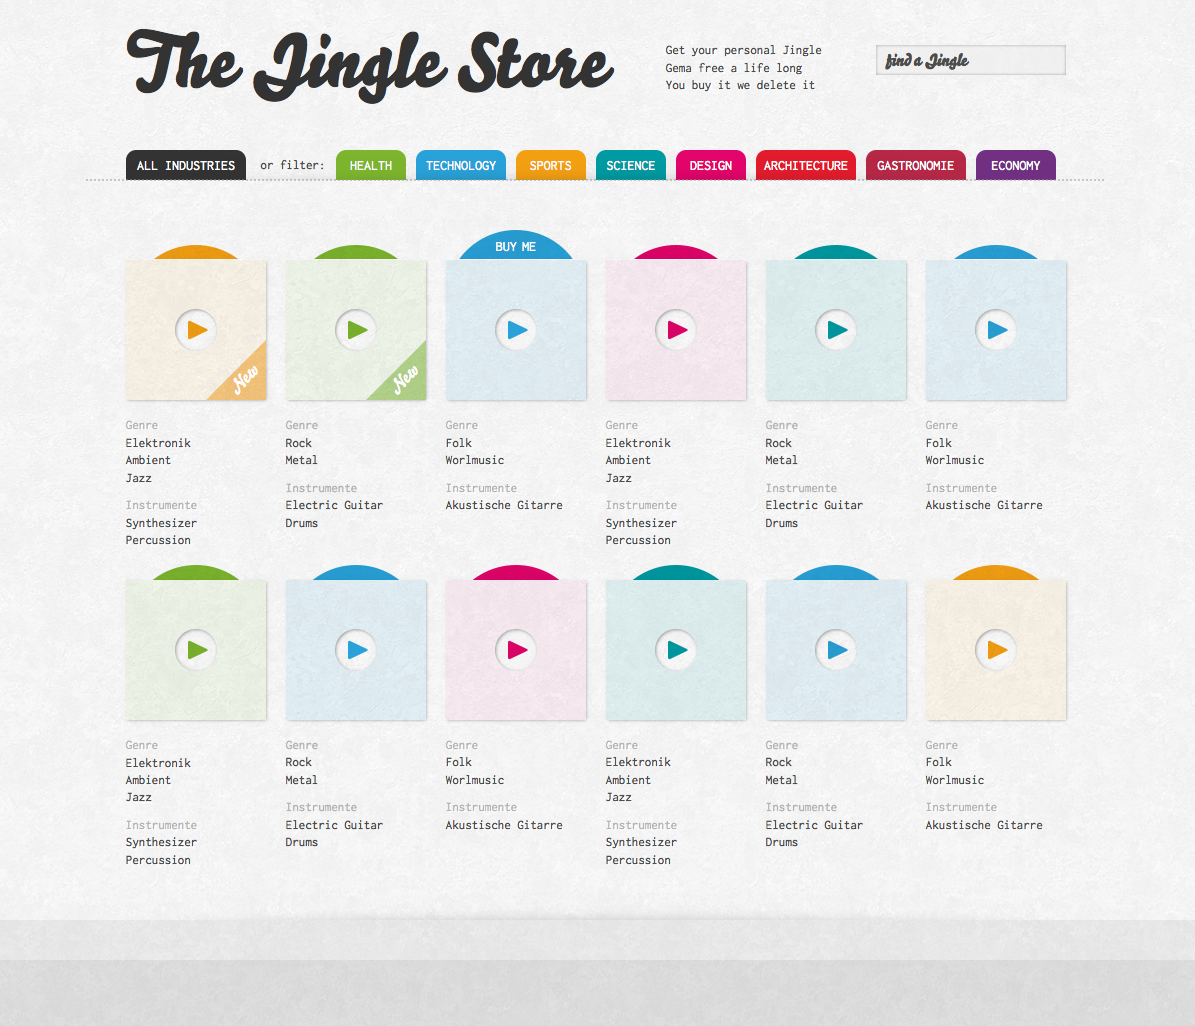 The Jingle Store
Get your personal Jingle
Gema free a life long
You buy it we delete it
find a Jingle
ALL INDUSTRIES
or filter:
HEALTH
TECHNOLOGY
SPORTS
SCIENCE
DESIGN
ARCHITECTURE
GASTRONOMIE
ECONOMY
BUY ME
New
New
Genre
Elektronik
Ambient
Jazz
Instrumente
Synthesizer
Percussion
Genre
Rock
Metal
Instrumente
Electric Guitar
Drums
Genre
Folk
Worlmusic
Instrumente
Akustische Gitarre
Genre
Elektronik
Ambient
Jazz
Instrumente
Synthesizer
Percussion
Genre
Rock
Metal
Instrumente
Electric Guitar
Drums
Genre
Folk
Worlmusic
Instrumente
Akustische Gitarre
Genre
Elektronik
Ambient
Jazz
Instrumente
Synthesizer
Percussion
Genre
Rock
Metal
Instrumente
Electric Guitar
Drums
Genre
Folk
Worlmusic
Instrumente
Akustische Gitarre
Genre
Elektronik
Ambient
Jazz
Instrumente
Synthesizer
Percussion
Genre
Rock
Metal
Instrumente
Electric Guitar
Drums
Genre
Folk
Worlmusic
Instrumente
Akustische Gitarre